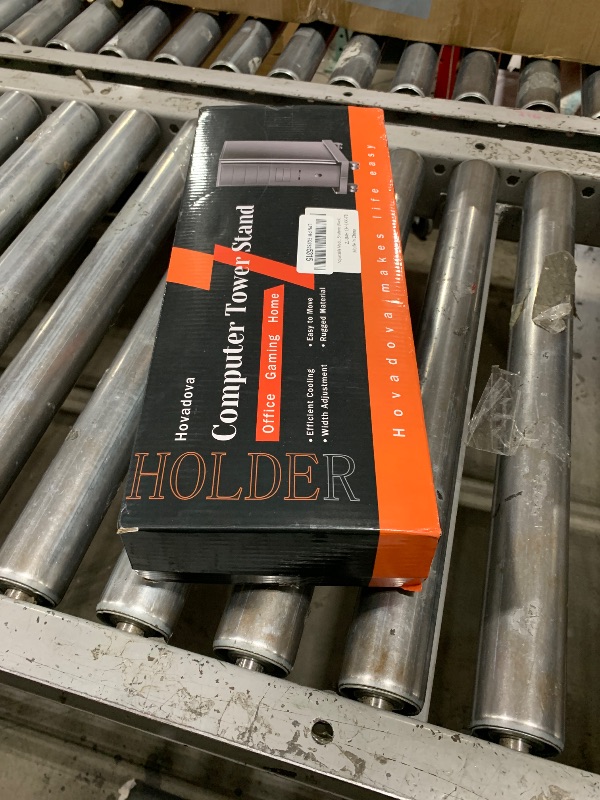 Hovadova
Computer Tower Stand
Office Gaming Home
• Efficient Cooling
• Easy to Move
• Width Adjustment
• Rugged Material
HOLDER
Hovadova makes life easy